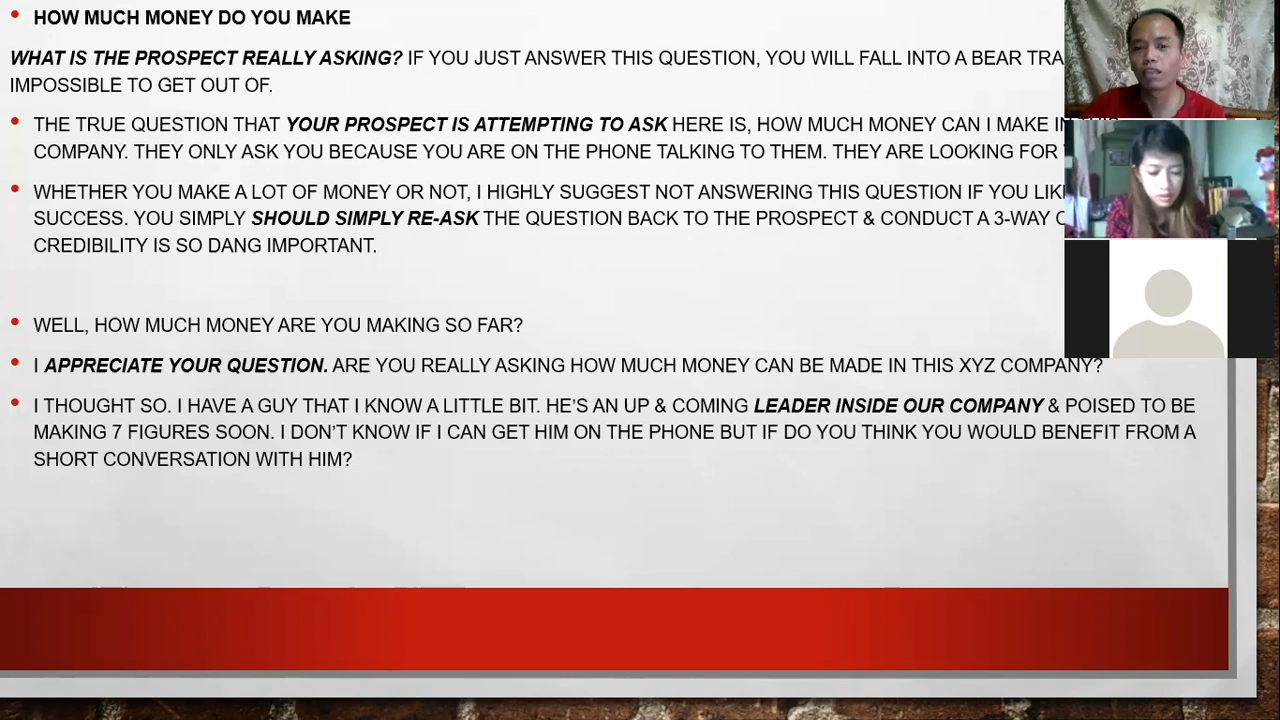 HOW MUCH MONEY DO YOU MAKE
WHAT IS THE PROSPECT REALLY ASKING? IF YOU JUST ANSWER THIS QUESTION, YOU WILL FALL INTO A BEAR
IMPOSSIBLE TO GET OUT OF.
THE TRUE QUESTION THAT YOUR PROSPECT IS ATTEMPTING TO ASK HERE IS, HOW MUCH MONEY CAN I MAKE
COMPANY. THEY ONLY ASK YOU BECAUSE YOU ARE ON THE PHONE TALKING TO THEM. THEY ARE LOOKING FOR
WHETHER YOU MAKE A LOT OF MONEY OR NOT, I HIGHLY SUGGEST NOT ANSWERING THIS QUESTION IF YOU
SUCCESS. YOU SIMPLY SHOULD SIMPLY RE-ASK THE QUESTION BACK TO THE PROSPECT & CONDUCT A 3-WAY
CREDIBILITY IS SO DANG IMPORTANT.
WELL, HOW MUCH MONEY ARE YOU MAKING SO FAR?
I APPRECIATE YOUR QUESTION. ARE YOU REALLY ASKING HOW MUCH MONEY CAN BE MADE IN THIS XYZ COMPANY?
I THOUGHT SO. I HAVE A GUY THAT I KNOW A LITTLE BIT. HE'S AN UP & COMING LEADER INSIDE OUR COMPANY & POISED TO BE
MAKING 7 FIGURES SOON. I DON'T KNOW IF I CAN GET HIM ON THE PHONE BUT IF DO YOU THINK YOU WOULD BENEFIT FROM A
SHORT CONVERSATION WITH HIM?